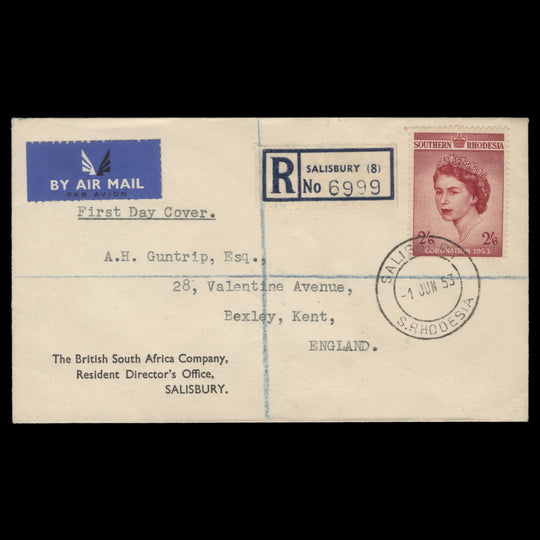 BY AIR MAIL
PAR AVION
R
SALISBURY (8)
No 6999
SOUTHERN RHODESIA
2/6 2/6
CORONATION 1953
First Day Cover.
A.H. Guntrip, Esq.,
28, Valentine Avenue,
Bexley, Kent,
ENGLAND.
-1 JUN 53
S. RHODESIA
The British South Africa Company,
Resident Director's Office,
SALISBURY.